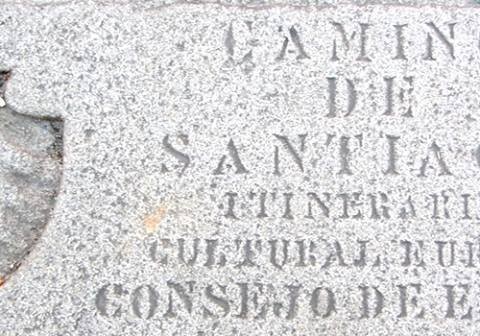 CAMIN
DE
SANTIA
ITINERARI
CULTURAL EU
CONSEJO DE E